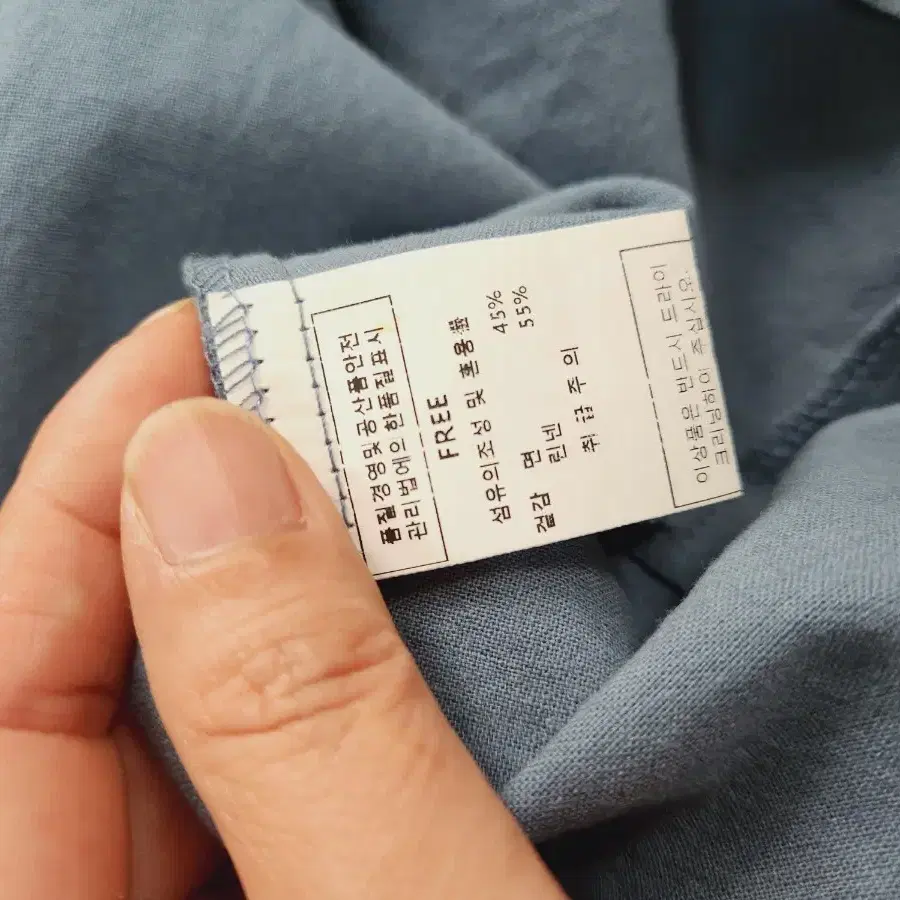 품질경영및공산품안전
관리법에의한품질표시
FREE
섬유의조성 및 혼용률
겉감 면 45%
린넨 55%
취 급 주 의
이상품은 반드시 드라이
크리닝하여 주십시요.